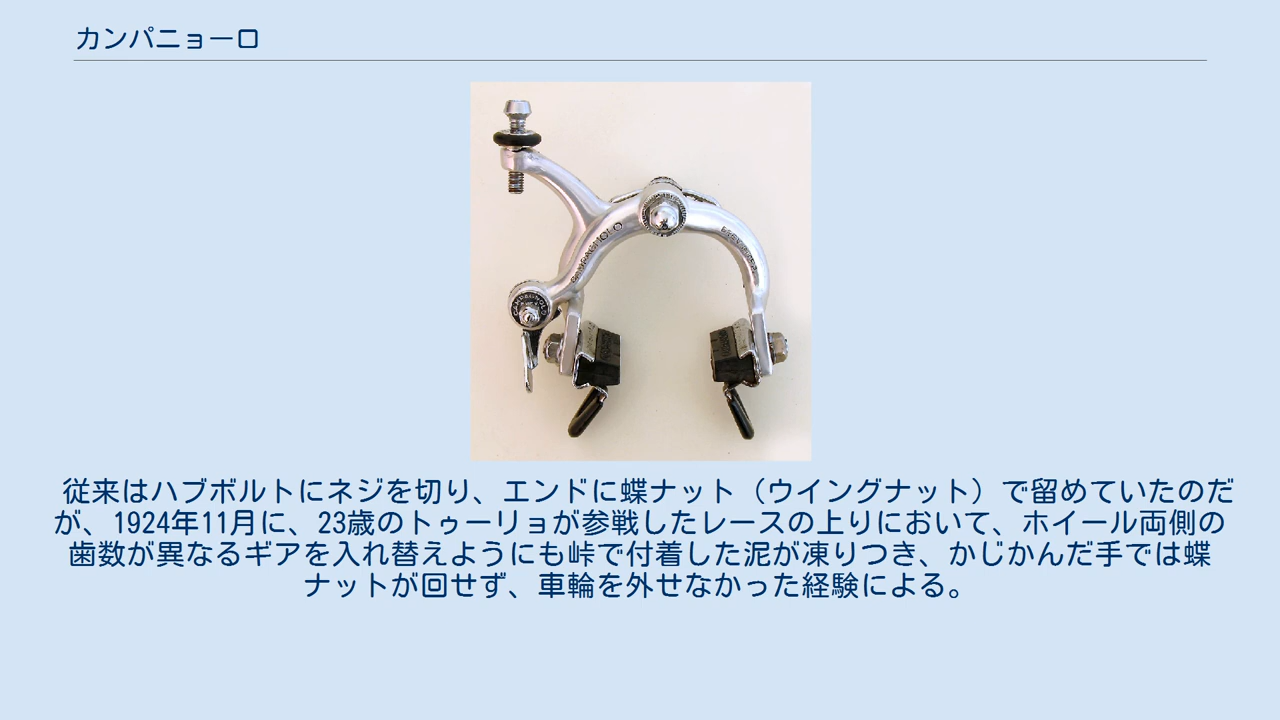 カンパニョーロ
CAMPAGNOLO
CAMPAGNOLO
従来はハブボルトにネジを切り、エンドに蝶ナット（ウイングナット）で留めていたのだ
が、1924年11月に、23歳のトゥーリョが参戦したレースの上りにおいて、ホイール両側の
歯数が異なるギアを入れ替えようにも峠で付着した泥が凍りつき、かじかんだ手では蝶
ナットが回せず、車輪を外せなかった経験による。